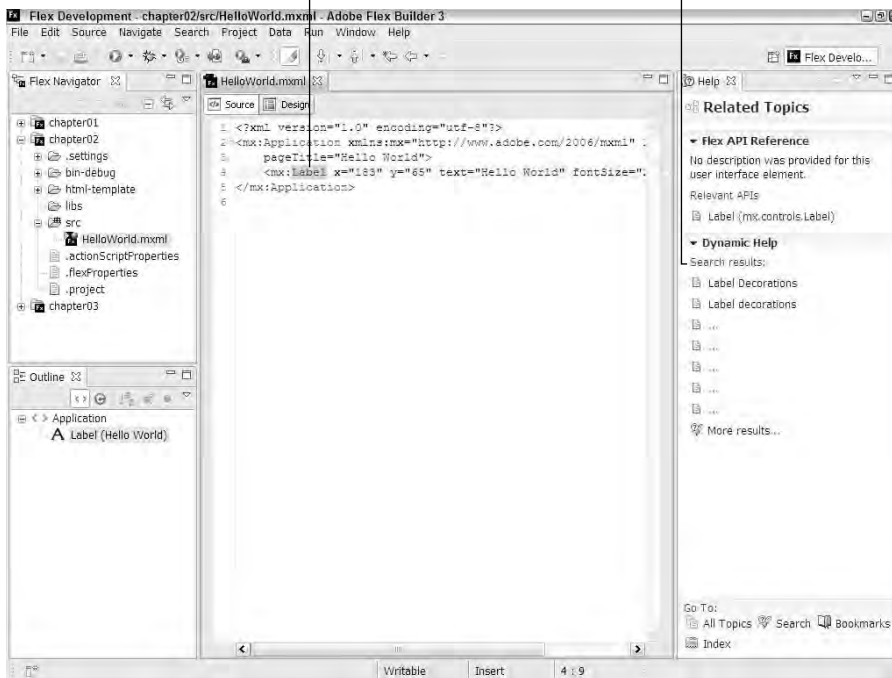 Flex Development - chapter02/src/HelloWorld.mxml - Adobe Flex Builder 3
File Edit Source Navigate Search Project Data Run Window Help
Flex Develo...
Flex Navigator
chapter01
chapter02
.settings
bin-debug
html-template
libs
src
HelloWorld.mxml
.actionScriptProperties
.flexProperties
.project
chapter03
Outline
Application
Label (Hello World)
HelloWorld.mxml
Source Design
1 <?xml version="1.0" encoding="utf-8"?>
2 <mx:Application xmlns:mx="http://www.adobe.com/2006/mxml"
3 pageTitle="Hello World">
4 <mx:Label x="183" y="65" text="Hello World" fontSize="
5 </mx:Application>
6
Help
Related Topics
Flex API Reference
No description was provided for this
user interface element.
Relevant APIs
Label (mx.controls.Label)
Dynamic Help
Search results:
Label Decorations
Label decorations
...
...
...
...
...
More results...
Go To:
All Topics Search Bookmarks
Index
Writable Insert 4 : 9